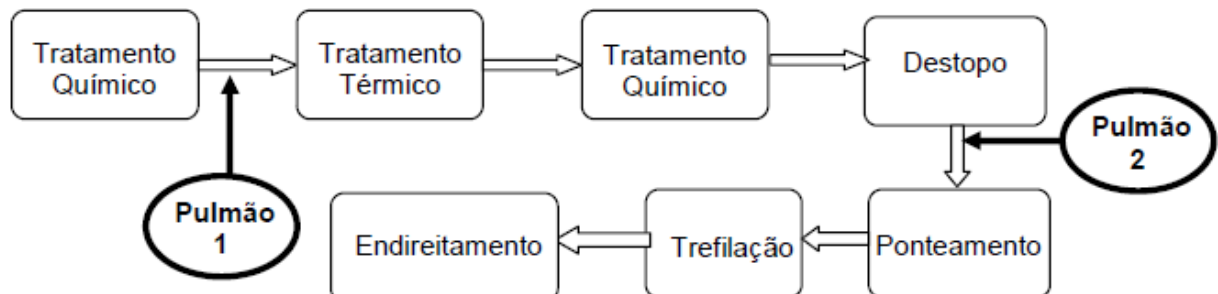 Tratamento
Químico
Tratamento
Térmico
Tratamento
Químico
Destopo
Pulmão
2
Pulmão
1
Endireitamento
Trefilação
Ponteamento